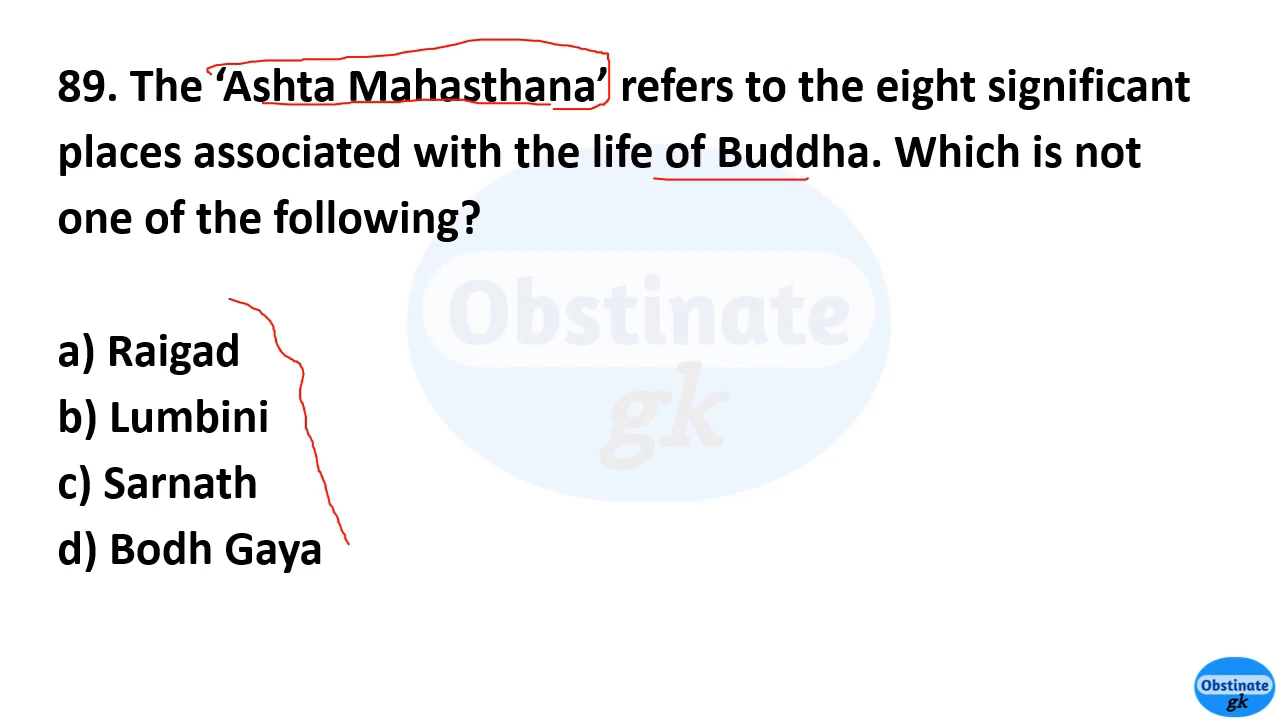 89. The ‘Ashta Mahasthana’ refers to the eight significant
places associated with the life of Buddha. Which is not
one of the following?
Obstinate
gk
a) Raigad
b) Lumbini
c) Sarnath
d) Bodh Gaya
Obstinate
gk